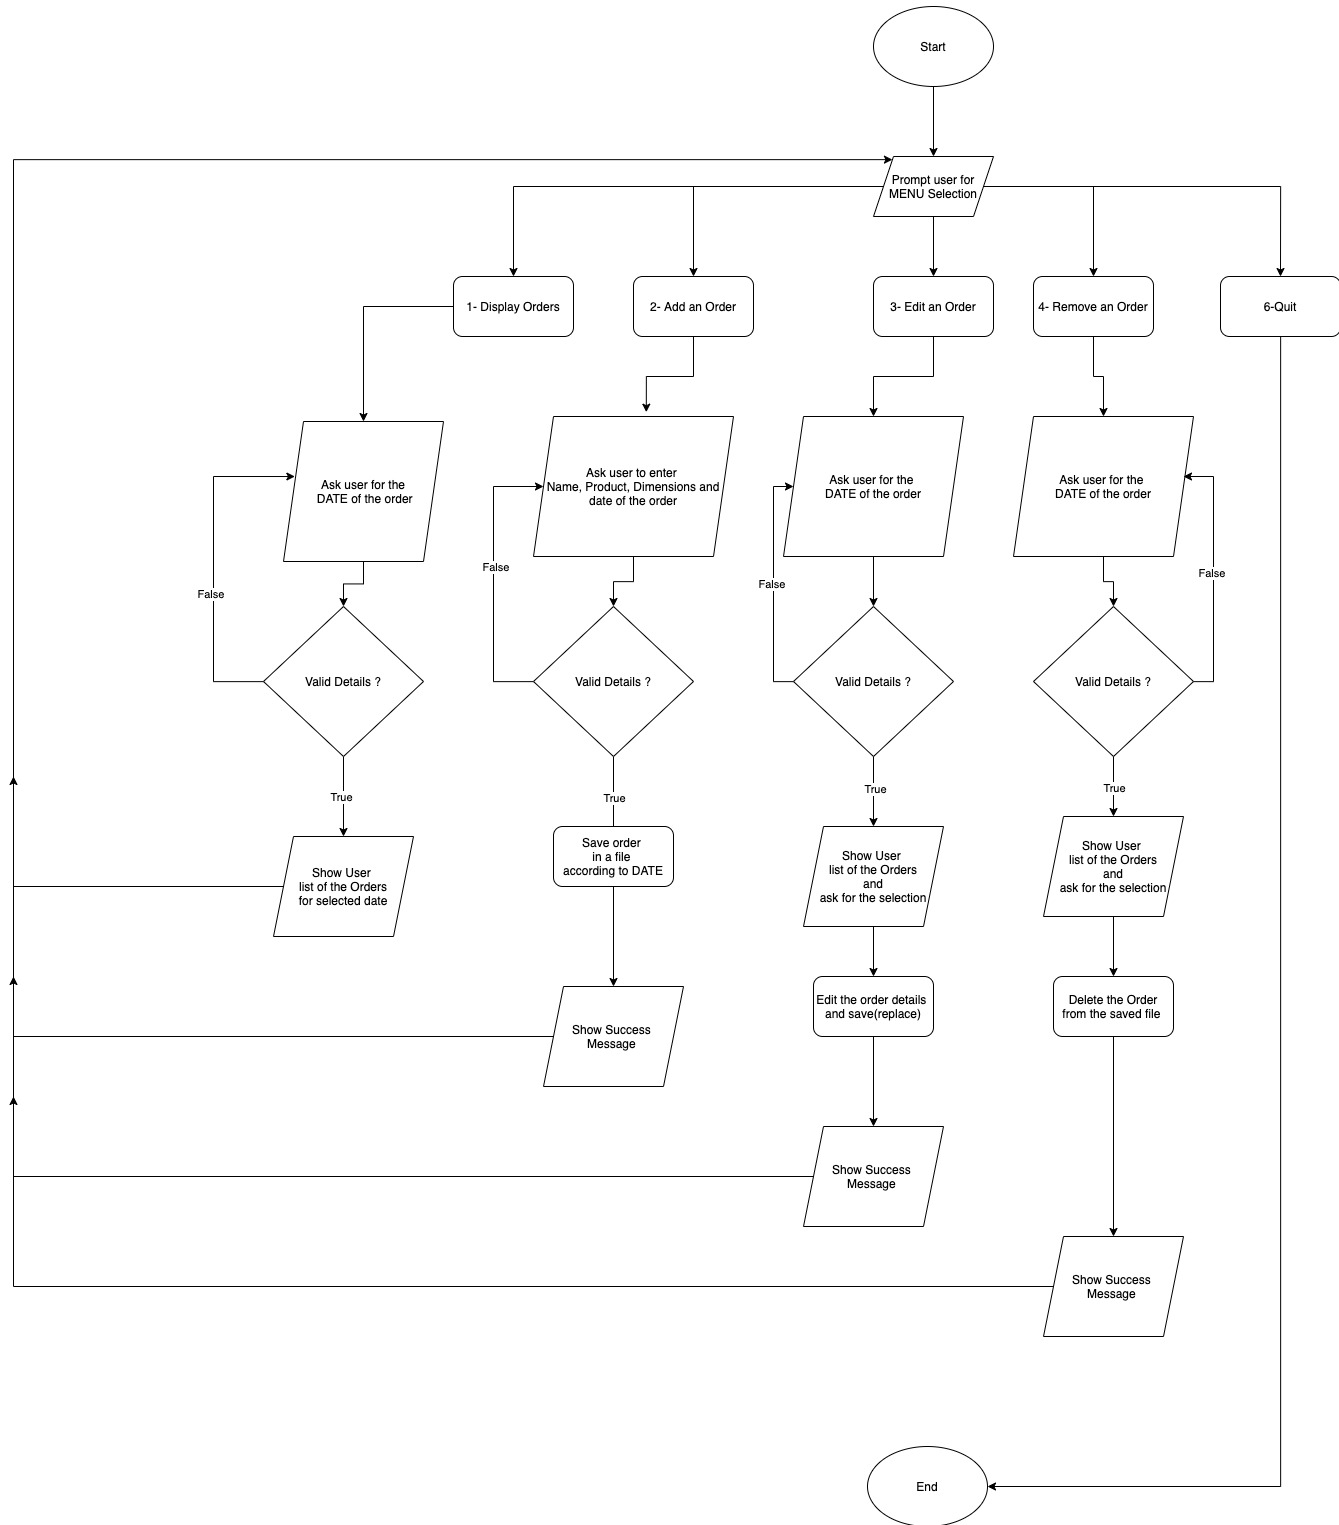 Start
Prompt user for
MENU Selection
1- Display Orders
2- Add an Order
3- Edit an Order
4- Remove an Order
6-Quit
Ask user for the
DATE of the order
Ask user to enter
Name, Product, Dimensions and
date of the order
Ask user for the
DATE of the order
Ask user for the
DATE of the order
False
False
False
False
Valid Details ?
Valid Details ?
Valid Details ?
Valid Details ?
True
True
True
True
Show User
list of the Orders
for selected date
Save order
in a file
according to DATE
Show User
list of the Orders
and
ask for the selection
Show User
list of the Orders
and
ask for the selection
Show Success
Message
Edit the order details
and save(replace)
Delete the Order
from the saved file
Show Success
Message
Show Success
Message
End